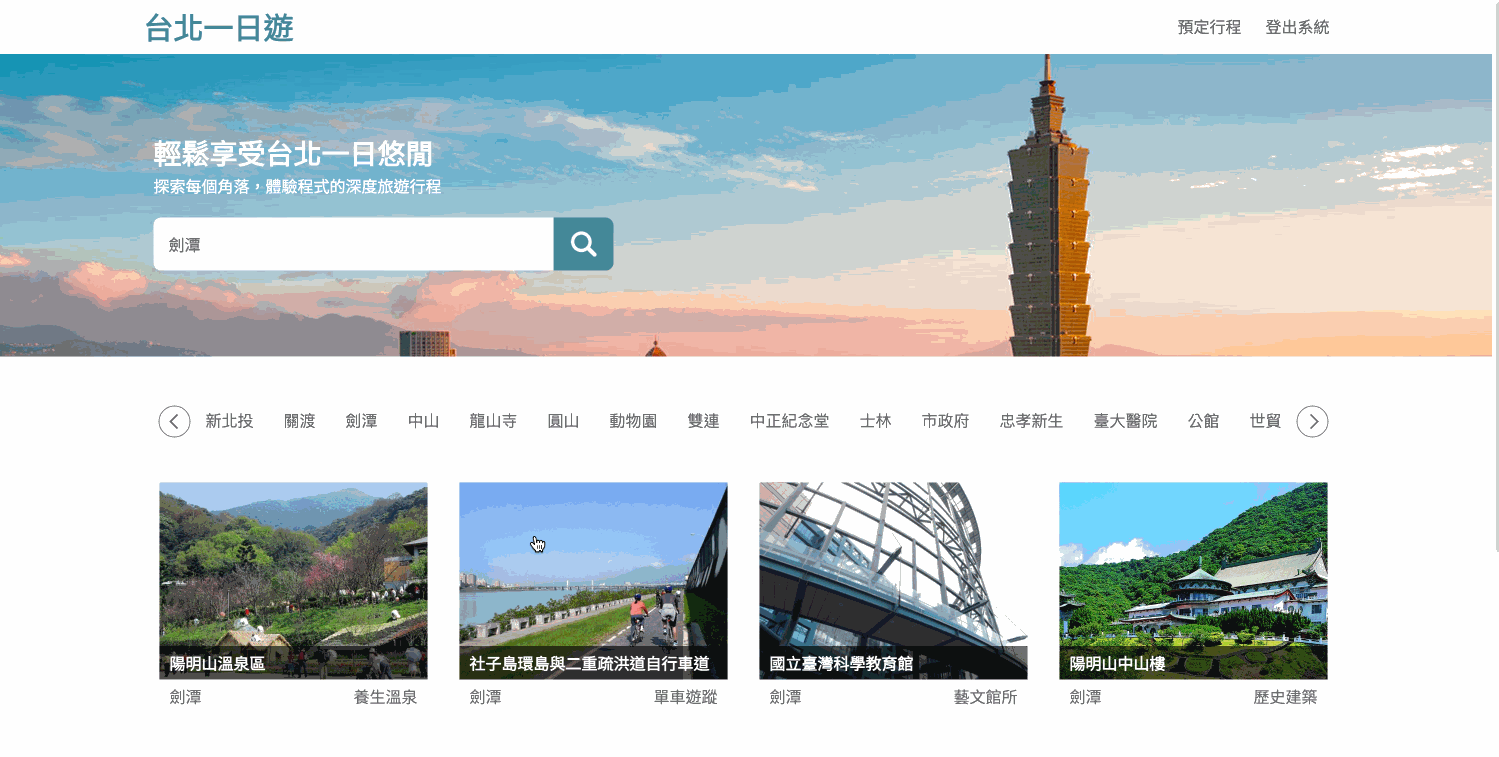 台北一日遊
預定行程 登出系統
輕鬆享受台北一日悠閒
探索每個角落，體驗程式的深度旅遊行程
劍潭
新北投 關渡 劍潭 中山 龍山寺 圓山 動物園 雙連 中正紀念堂 士林 市政府 忠孝新生 臺大醫院 公館 世貿
陽明山溫泉區
劍潭 養生溫泉
社子島環島與二重疏洪道自行車道
劍潭 單車遊蹤
國立臺灣科學教育館
劍潭 藝文館所
陽明山中山樓
劍潭 歷史建築